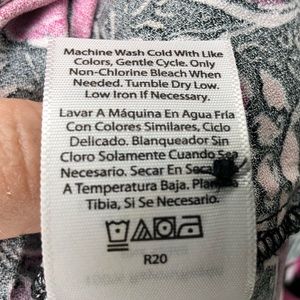 Machine Wash Cold With Like
Colors, Gentle Cycle. Only
Non-Chlorine Bleach When
Needed. Tumble Dry Low.
Low Iron If Necessary.
Lavar A Máquina En Agua Fría
Con Colores Similares, Ciclo
Delicado. Blanqueador Sin
Cloro Solamente Cuando Sea
Necesario. Secar En
A Temperatura Baja.
Tibia, Si Se Necesario.
R20